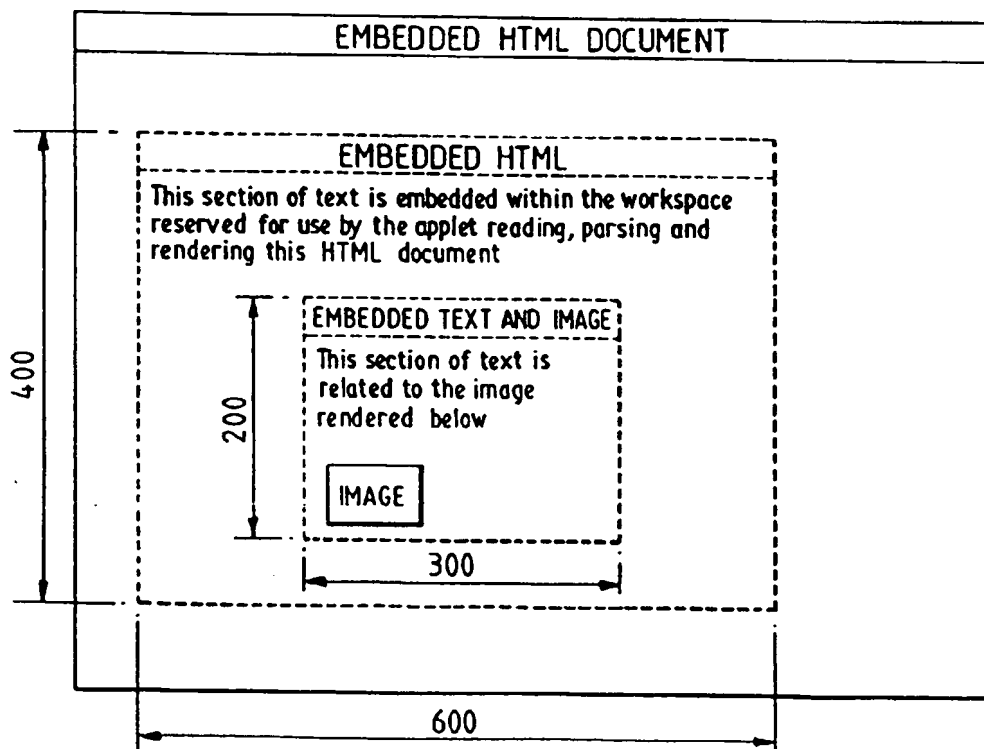 EMBEDDED HTML DOCUMENT
EMBEDDED HTML
This section of text is embedded within the workspace
reserved for use by the applet reading, parsing and
rendering this HTML document
EMBEDDED TEXT AND IMAGE
This section of text is
related to the image
rendered below
IMAGE
400
200
300
600